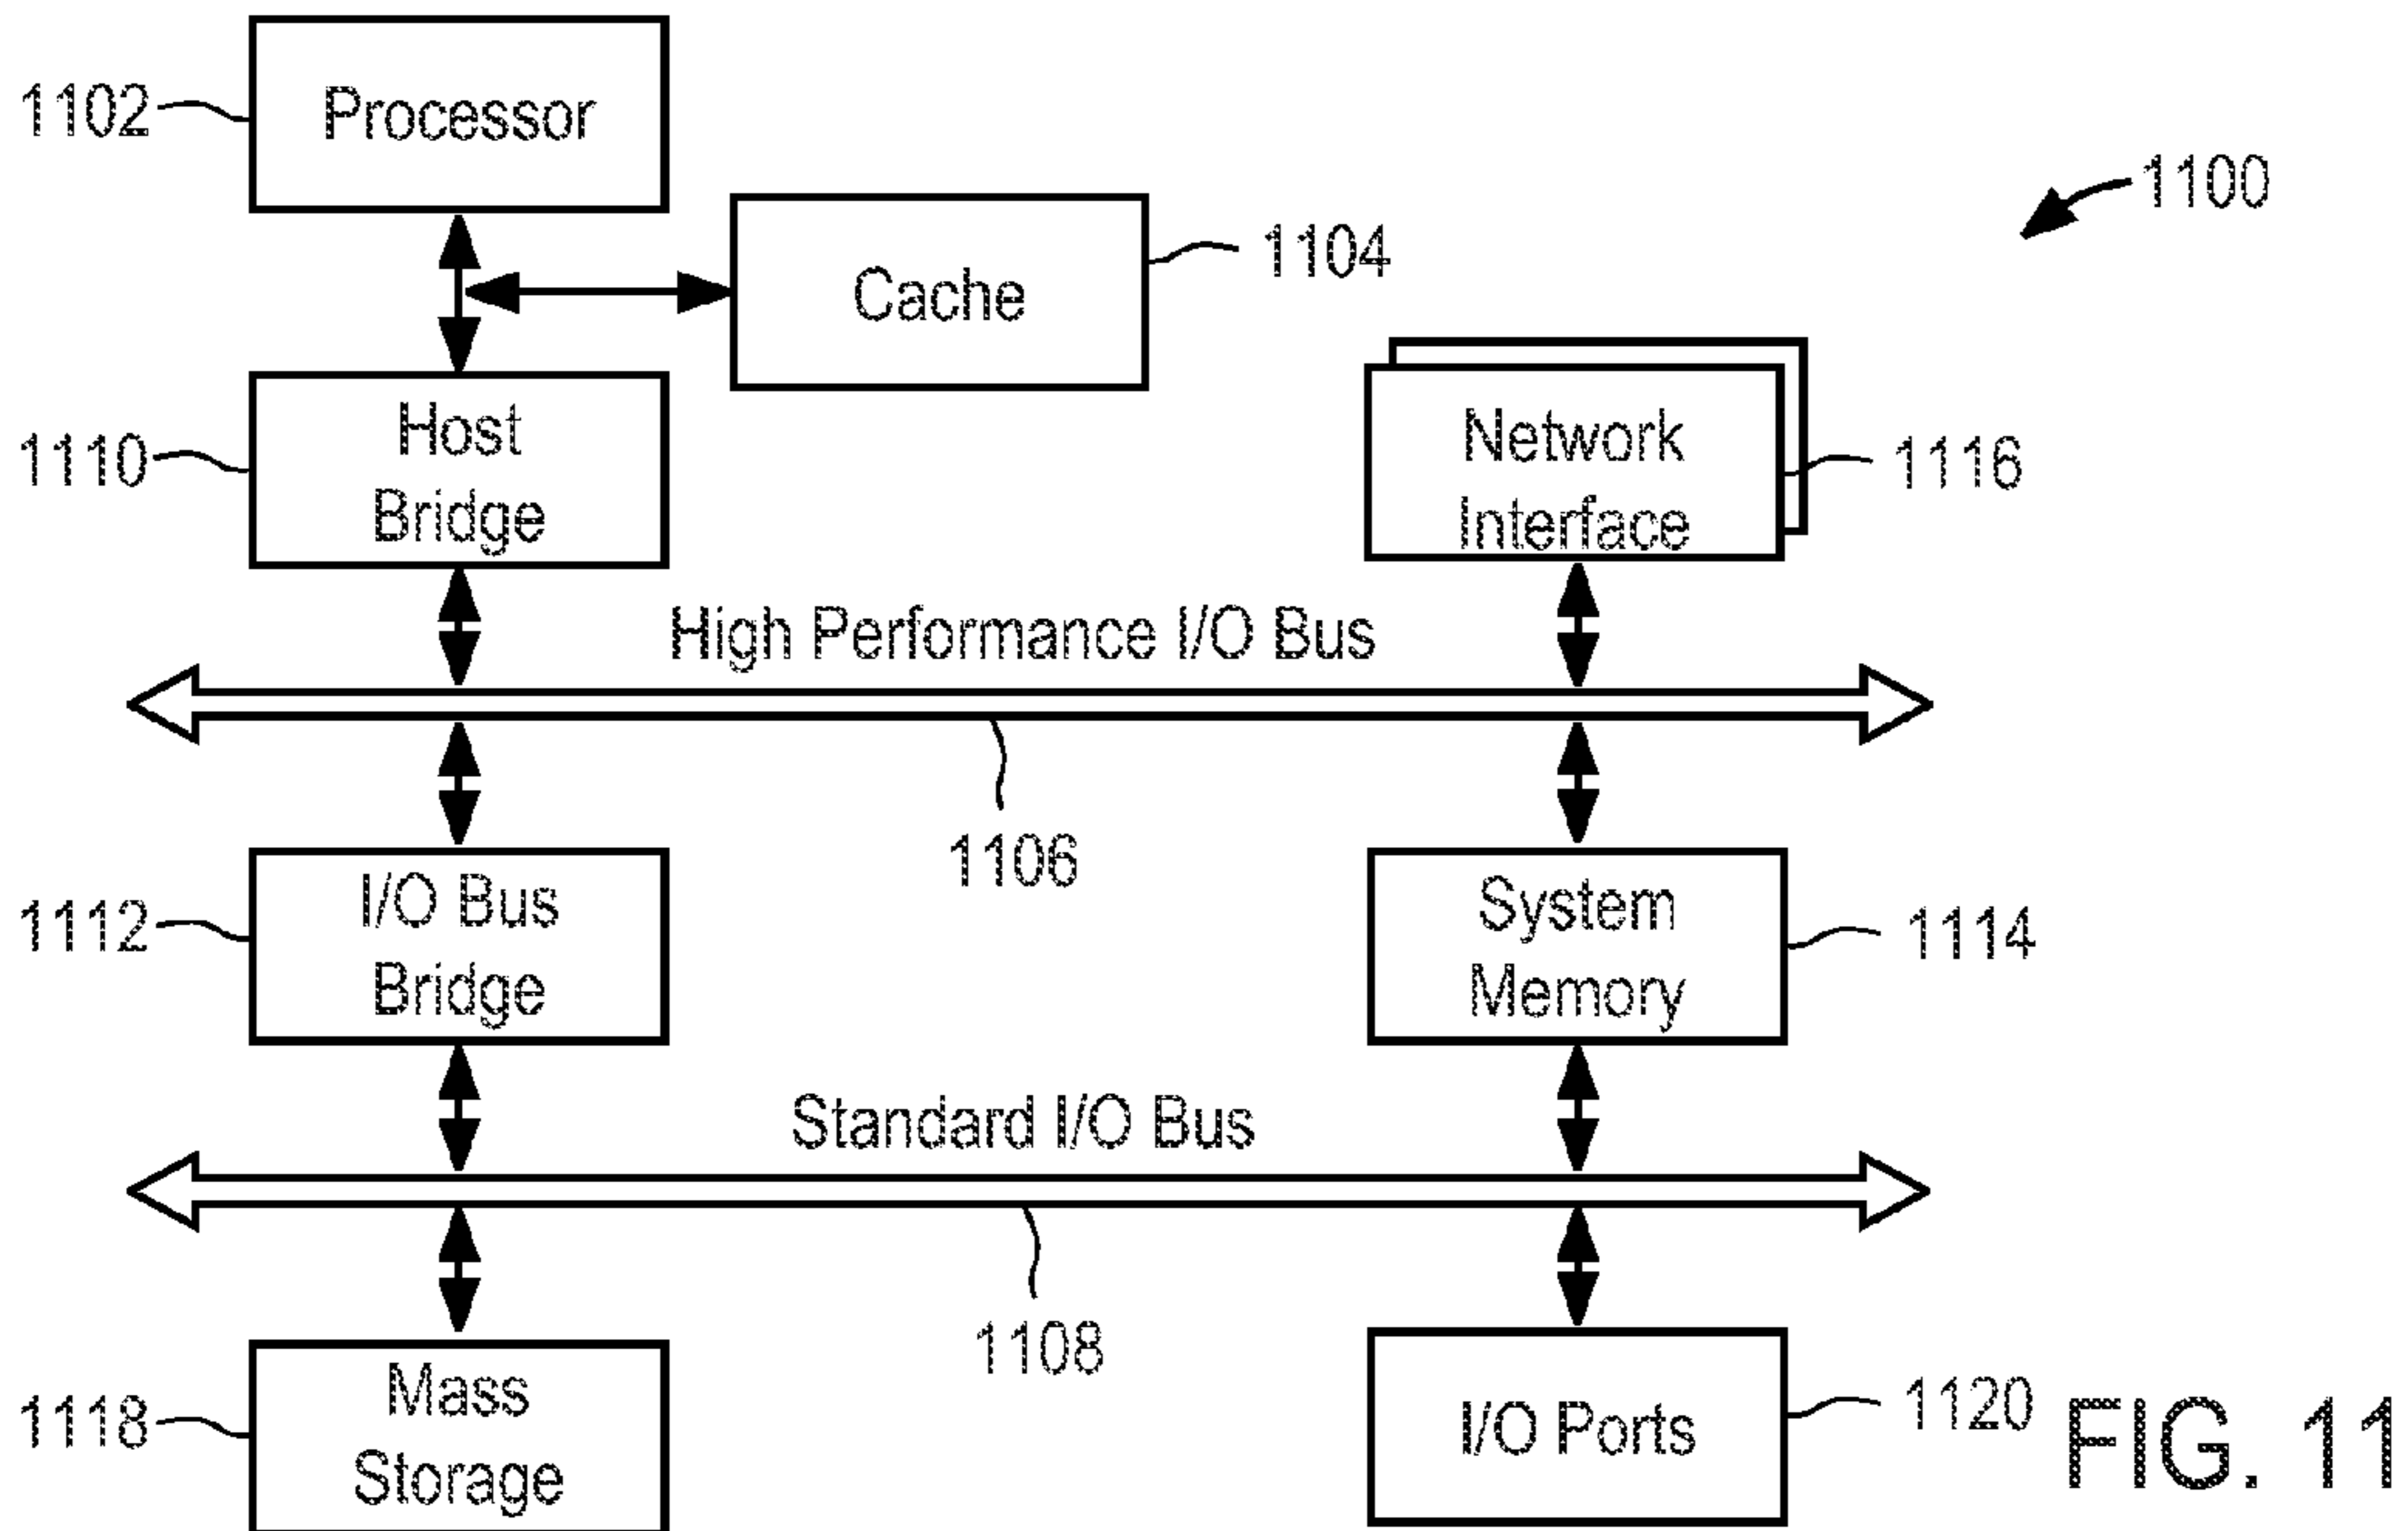 1102
Processor
1100
Cache
1104
1110
Host
Bridge
Network
Interface
1116
High Performance I/O Bus
1106
1112
I/O Bus
Bridge
System
Memory
1114
Standard I/O Bus
1108
1118
Mass
Storage
I/O Ports
1120
FIG. 11